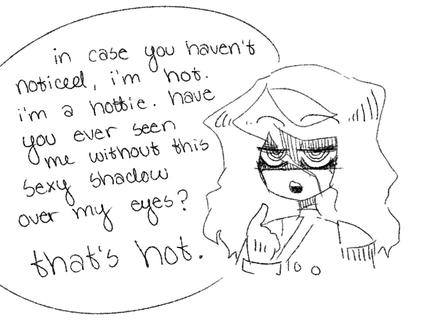 in case you haven't
noticed, i'm hot.
i'm a hottie. have
you ever seen
me without this
sexy shadow
over my eyes?
that's hot.